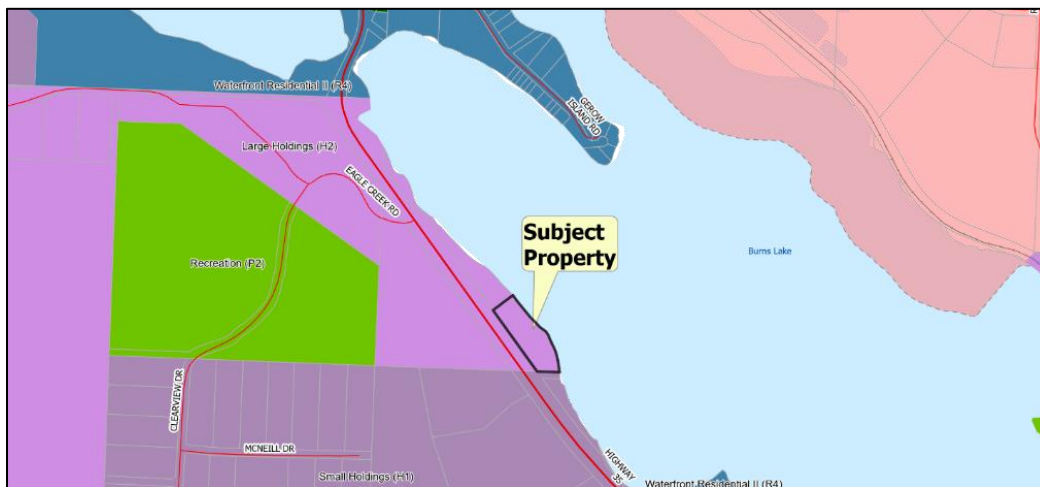 GEROW
ISLAND RD
Waterfront Residential II (R4)
Large Holdings (H2)
EAGLE CREEK RD
Subject
Property
Burns Lake
Recreation (P2)
CLEARVIEW DR
MCNEILL DR
Small Holdings (H1)
HIGHWAY
35
Waterfront Residential II (R4)